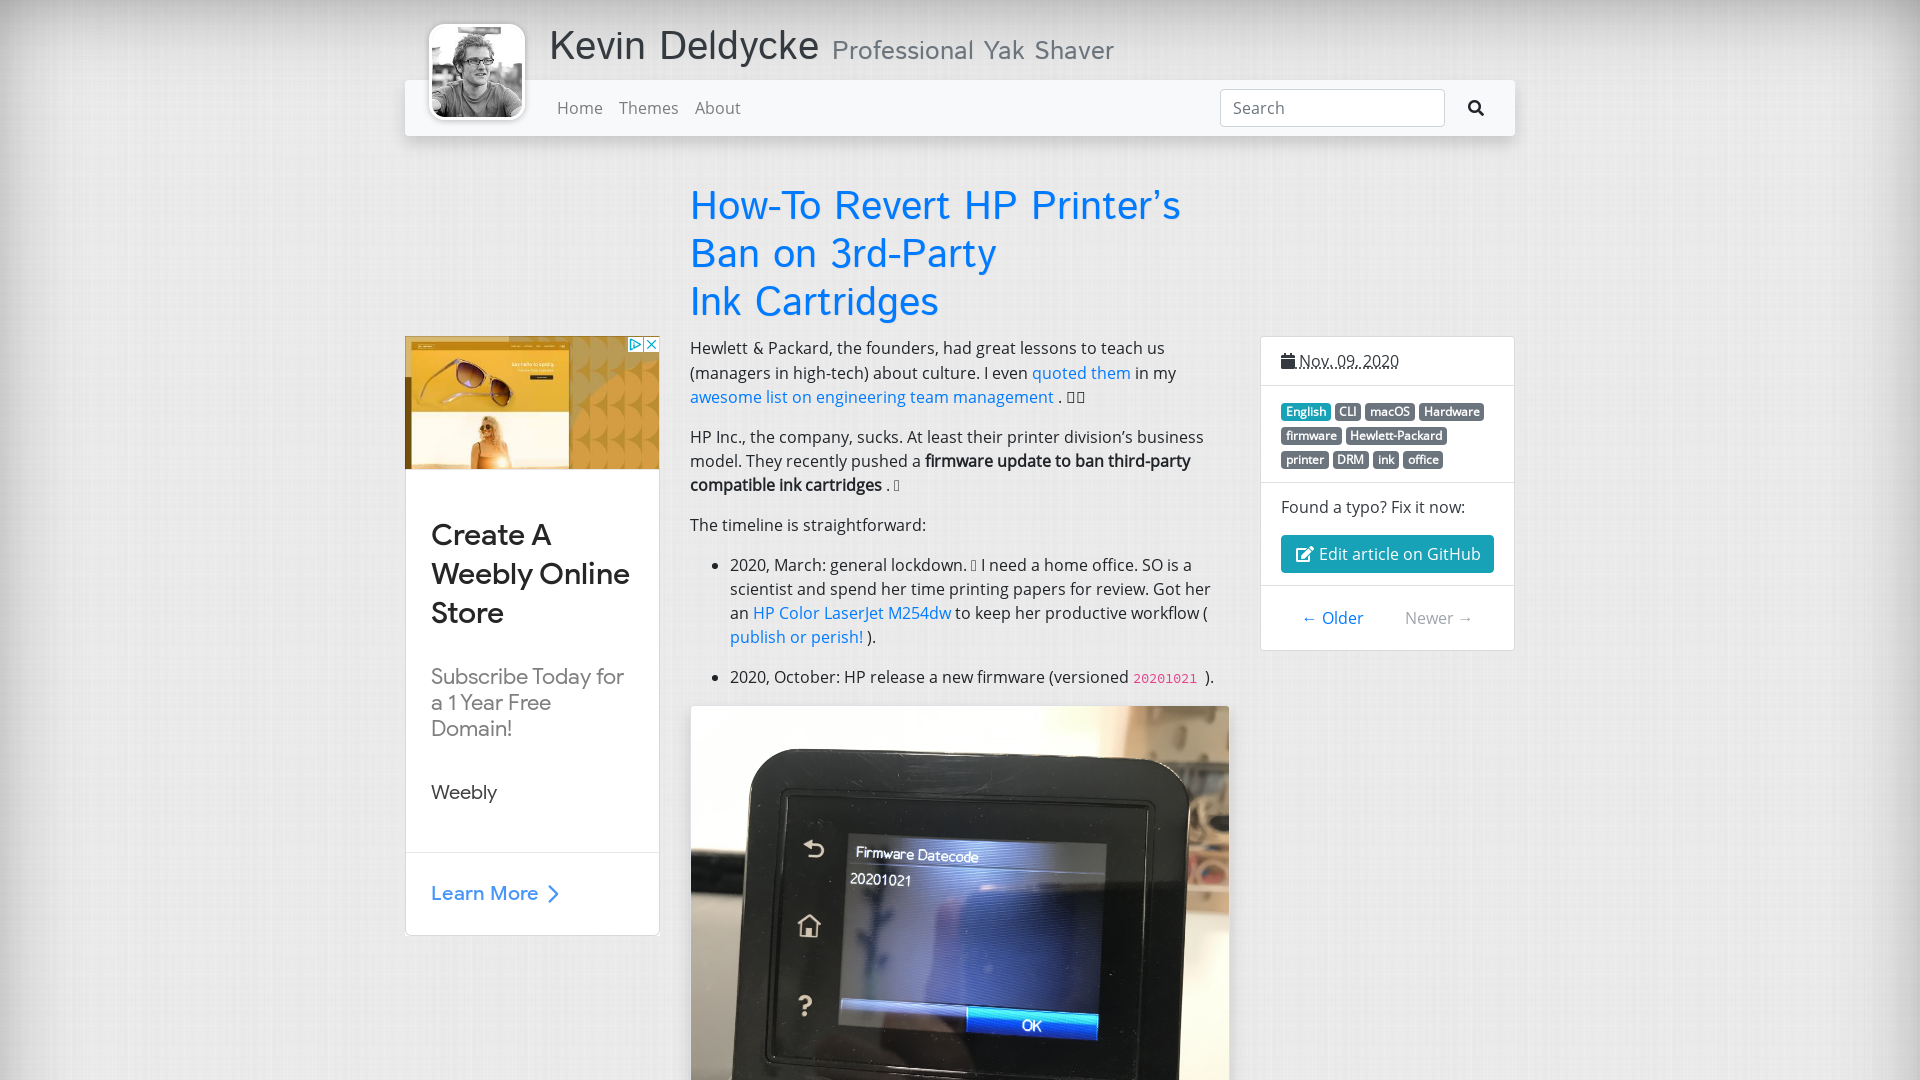 Kevin Deldycke Professional Yak Shaver
Home Themes About
Search
How-To Revert HP Printer’s
Ban on 3rd-Party
Ink Cartridges
Hewlett & Packard, the founders, had great lessons to teach us
(managers in high-tech) about culture. I even quoted them in my
awesome list on engineering team management .
HP Inc., the company, sucks. At least their printer division’s business
model. They recently pushed a firmware update to ban third-party
compatible ink cartridges .
The timeline is straightforward:
• 2020, March: general lockdown. I need a home office. SO is a
scientist and spend her time printing papers for review. Got her
an HP Color LaserJet M254dw to keep her productive workflow (
publish or perish! ).
• 2020, October: HP release a new firmware (versioned 20201021 ).
Firmware Datecode
20201021
?
OK
Create A
Weebly Online
Store
Subscribe Today for
a 1 Year Free
Domain!
Weebly
Learn More
Nov. 09, 2020
English CLI macOS Hardware
firmware Hewlett-Packard
printer DRM ink office
Found a typo? Fix it now:
Edit article on GitHub
← Older Newer →